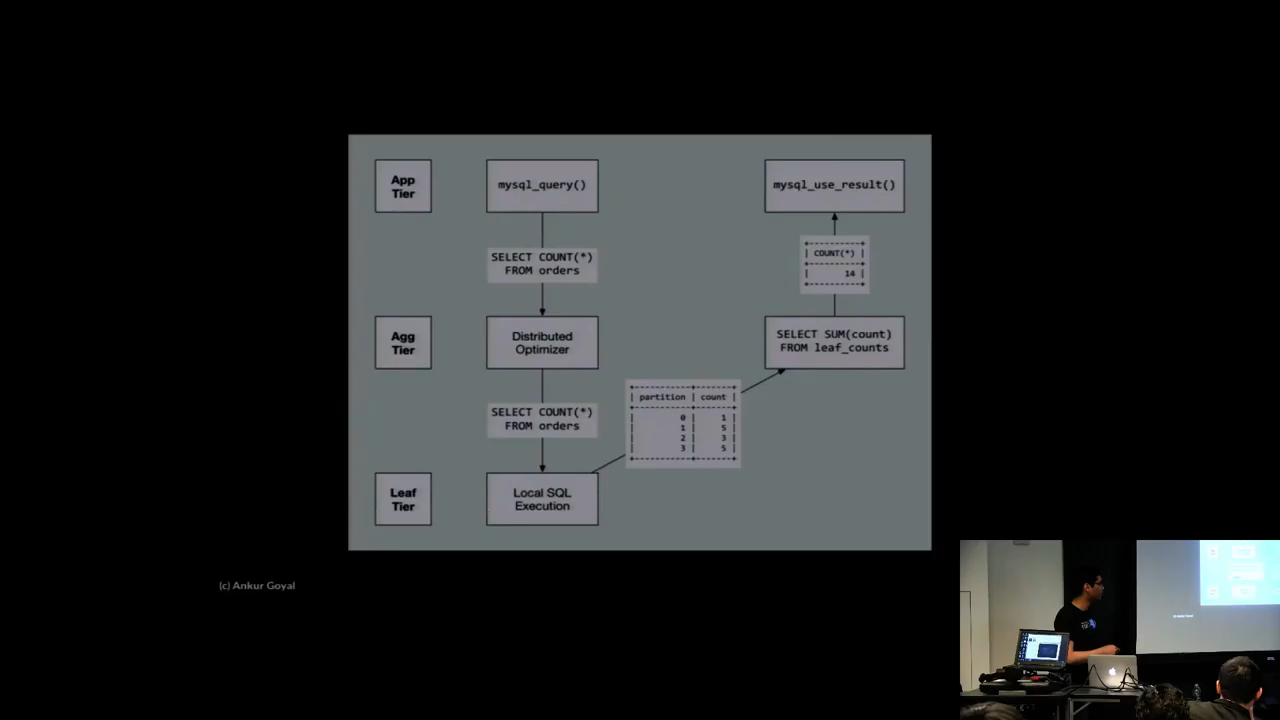 App
Tier
mysql_query()
mysql_use_result()
SELECT COUNT(*)
FROM orders
COUNT(*)
14
Agg
Tier
Distributed
Optimizer
SELECT SUM(count)
FROM leaf_counts
SELECT COUNT(*)
FROM orders
partition | count
0 | 1
1 | 5
2 | 3
3 | 5
Leaf
Tier
Local SQL
Execution
(c) Ankur Goyal